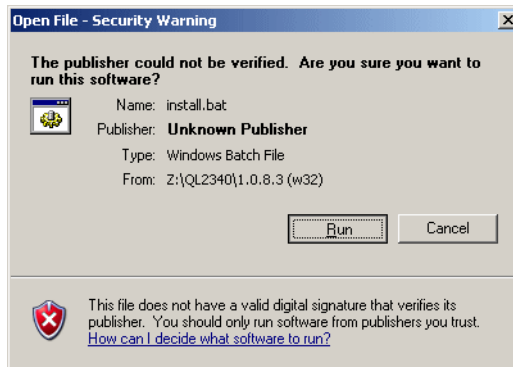 Open File - Security Warning
The publisher could not be verified.  Are you sure you want to
run this software?
Name: install.bat
Publisher: Unknown Publisher
Type: Windows Batch File
From: Z:\QL2340\1.0.8.3 (w32)
Run Cancel
This file does not have a valid digital signature that verifies its
publisher.  You should only run software from publishers you trust.
How can I decide what software to run?